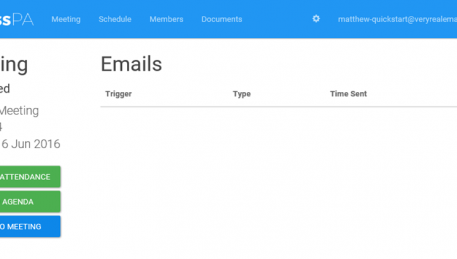 ssPA
Meeting Schedule Members Documents
matthew-quickstart@veryrealema
ing
ed
Meeting
6 Jun 2016
ATTENDANCE
AGENDA
O MEETING
Emails
Trigger Type Time Sent